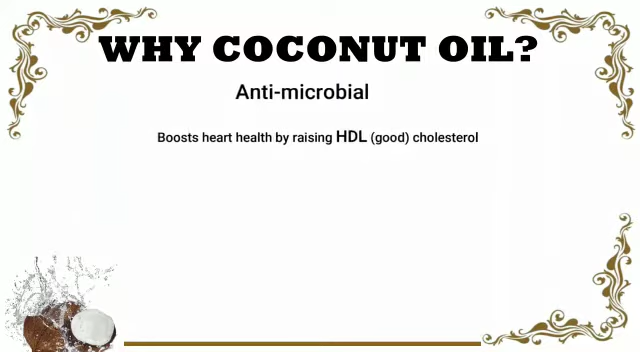 WHY COCONUT OIL?
Anti-microbial
Boosts heart health by raising HDL (good) cholesterol